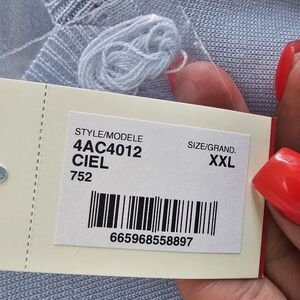 STYLE/MODELE
SIZE/GRAND.
4AC4012
XXL
CIEL
752
665968558897